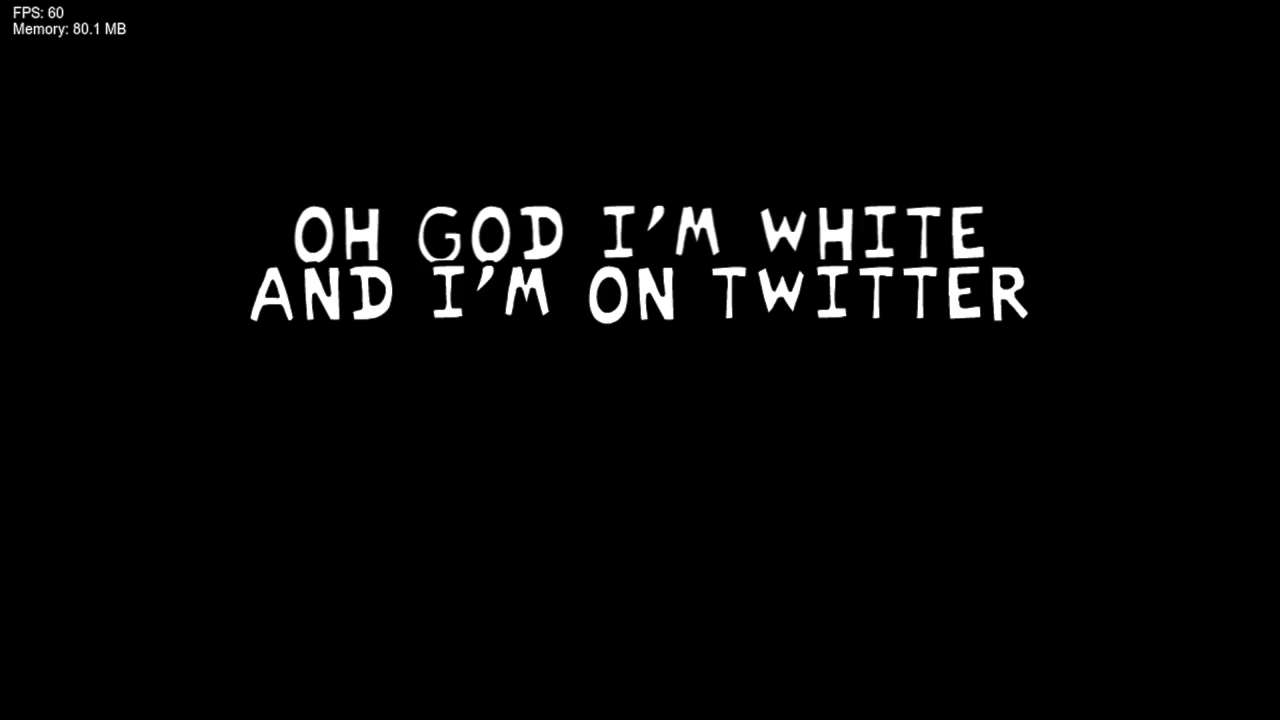 FPS: 60
Memory: 80.1 MB
OH GOD I'M WHITE
AND I'M ON TWITTER